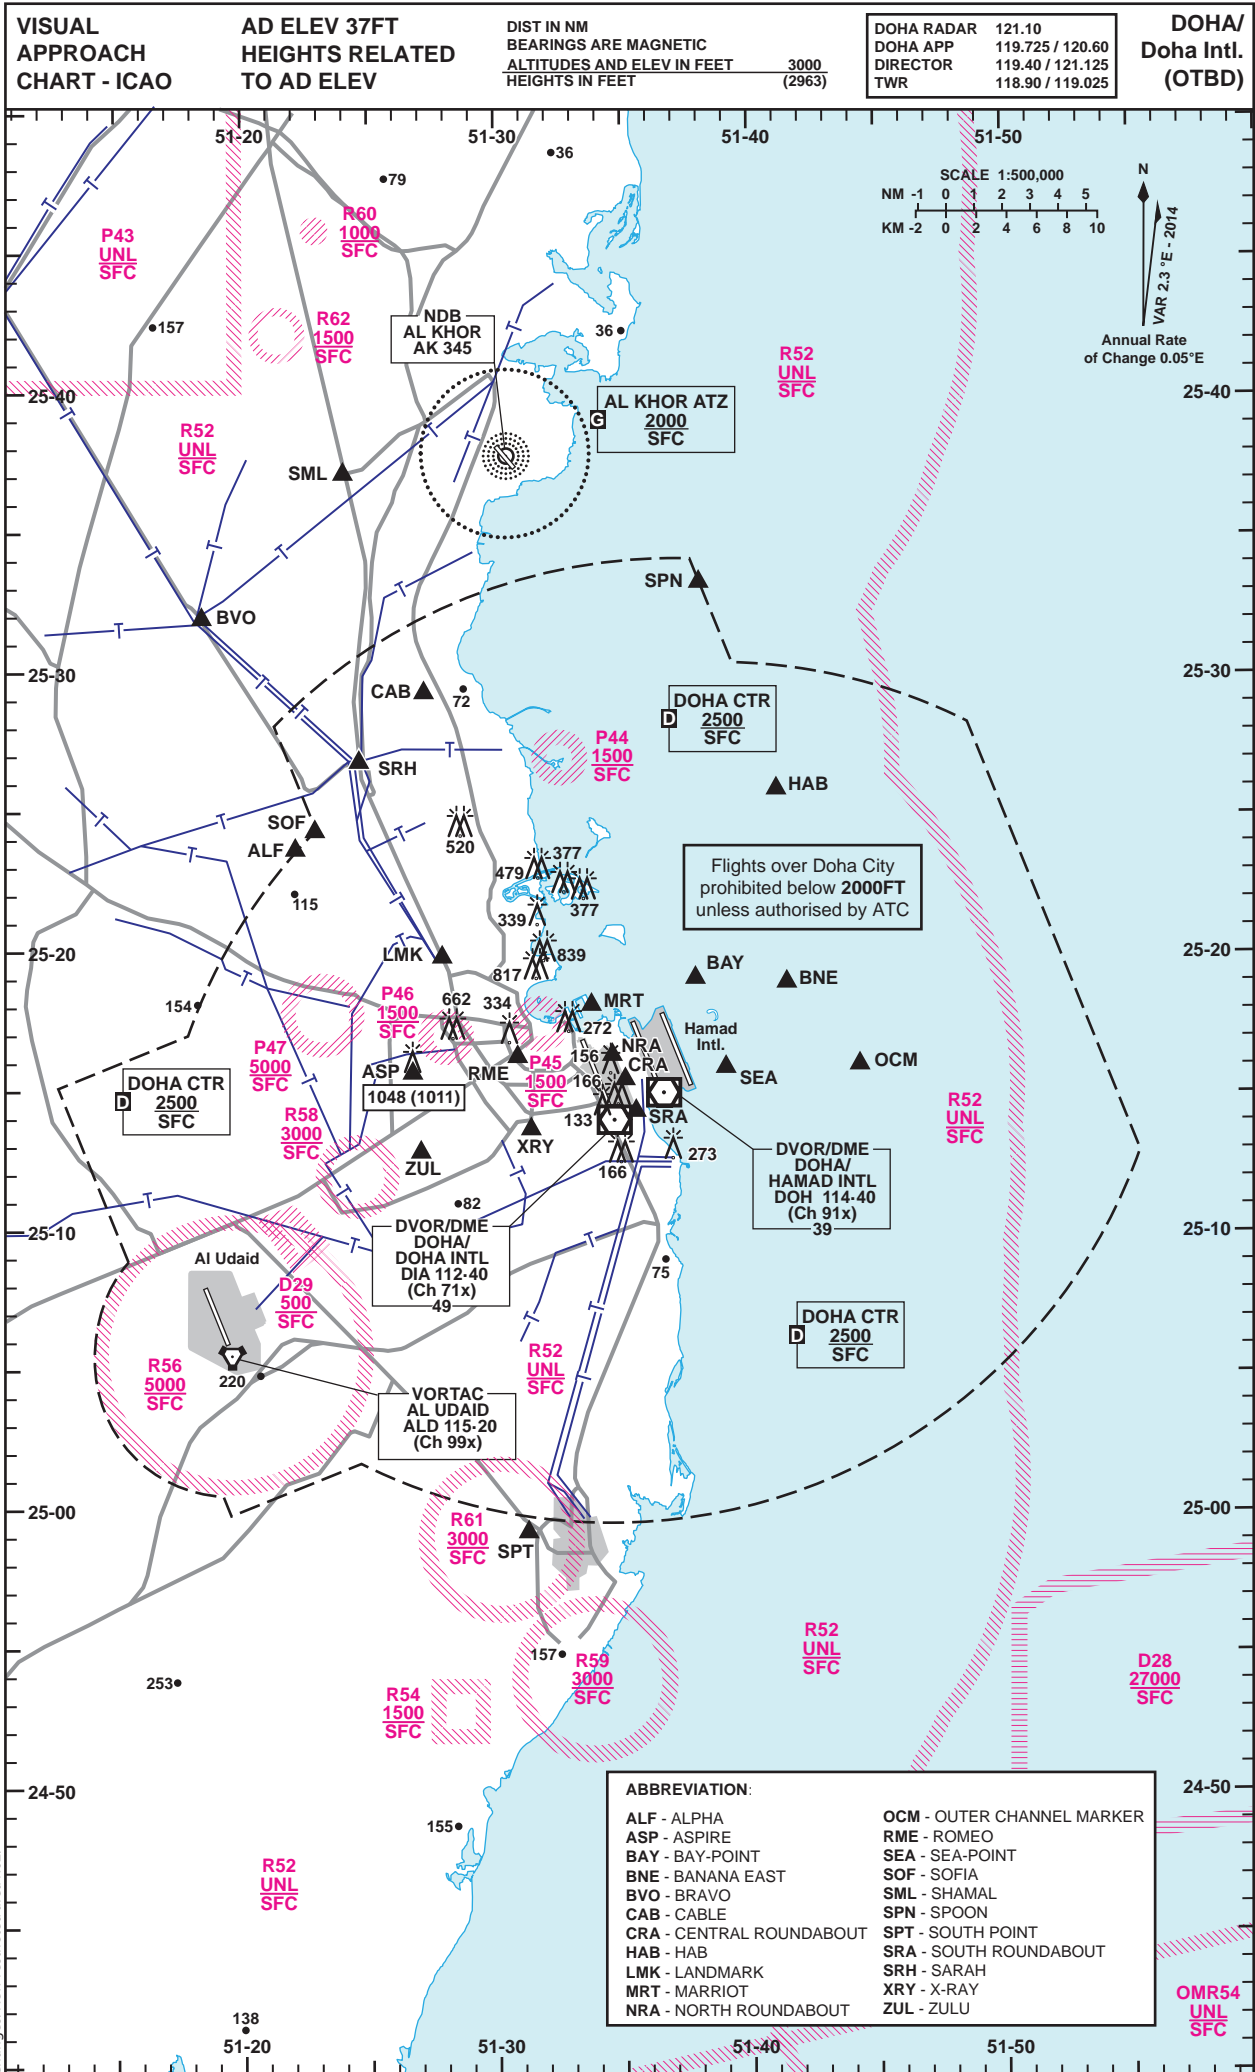 VISUAL
APPROACH
CHART - ICAO
AD ELEV 37FT
HEIGHTS RELATED
TO AD ELEV
DIST IN NM
BEARINGS ARE MAGNETIC
ALTITUDES AND ELEV IN FEET 3000
HEIGHTS IN FEET (2963)
DOHA RADAR 121.10
DOHA APP 119.725 / 120.60
DIRECTOR 119.40 / 121.125
TWR 118.90 / 119.025
DOHA/
Doha Intl.
(OTBD)
51-20
51-30
51-40
51-50
36
79
SCALE 1:500,000
NM -1 0 1 2 3 4 5
KM -2 0 2 4 6 8 10
N
VAR 2.3 °E - 2014
Annual Rate
of Change 0.05°E
P43
UNL
SFC
R60
1000
SFC
157
R62
1500
SFC
NDB
AL KHOR
AK 345
36
R52
UNL
SFC
25-40
25-40
G
AL KHOR ATZ
2000
SFC
R52
UNL
SFC
SML
SPN
BVO
25-30
25-30
CAB
72
D
DOHA CTR
2500
SFC
P44
1500
SFC
SRH
HAB
SOF
ALF
520
479
377
377
115
339
Flights over Doha City
prohibited below 2000FT
unless authorised by ATC
25-20
25-20
LMK
839
817
BAY
BNE
154
P46
1500
SFC
662
334
MRT
272
Hamad
Intl.
P47
5000
SFC
ASP
1048 (1011)
RME
P45
1500
SFC
156
NRA
CRA
166
SEA
OCM
D
DOHA CTR
2500
SFC
R58
3000
SFC
133
SRA
R52
UNL
SFC
XRY
ZUL
166
273
DVOR/DME
DOHA/
HAMAD INTL
DOH 114·40
(Ch 91x)
39
82
25-10
25-10
DVOR/DME
DOHA/
DOHA INTL
DIA 112·40
(Ch 71x)
49
Al Udaid
75
D29
500
SFC
D
DOHA CTR
2500
SFC
R56
5000
SFC
220
R52
UNL
SFC
VORTAC
AL UDAID
ALD 115·20
(Ch 99x)
25-00
25-00
R61
3000
SFC
SPT
R52
UNL
SFC
157
R59
3000
SFC
253
R54
1500
SFC
D28
27000
SFC
24-50
24-50
155
R52
UNL
SFC
ABBREVIATION:
ALF - ALPHA
ASP - ASPIRE
BAY - BAY-POINT
BNE - BANANA EAST
BVO - BRAVO
CAB - CABLE
CRA - CENTRAL ROUNDABOUT
HAB - HAB
LMK - LANDMARK
MRT - MARRIOT
NRA - NORTH ROUNDABOUT
OCM - OUTER CHANNEL MARKER
RME - ROMEO
SEA - SEA-POINT
SOF - SOFIA
SML - SHAMAL
SPN - SPOON
SPT - SOUTH POINT
SRA - SOUTH ROUNDABOUT
SRH - SARAH
XRY - X-RAY
ZUL - ZULU
OMR54
UNL
SFC
138
51-20
51-30
51-40
51-50